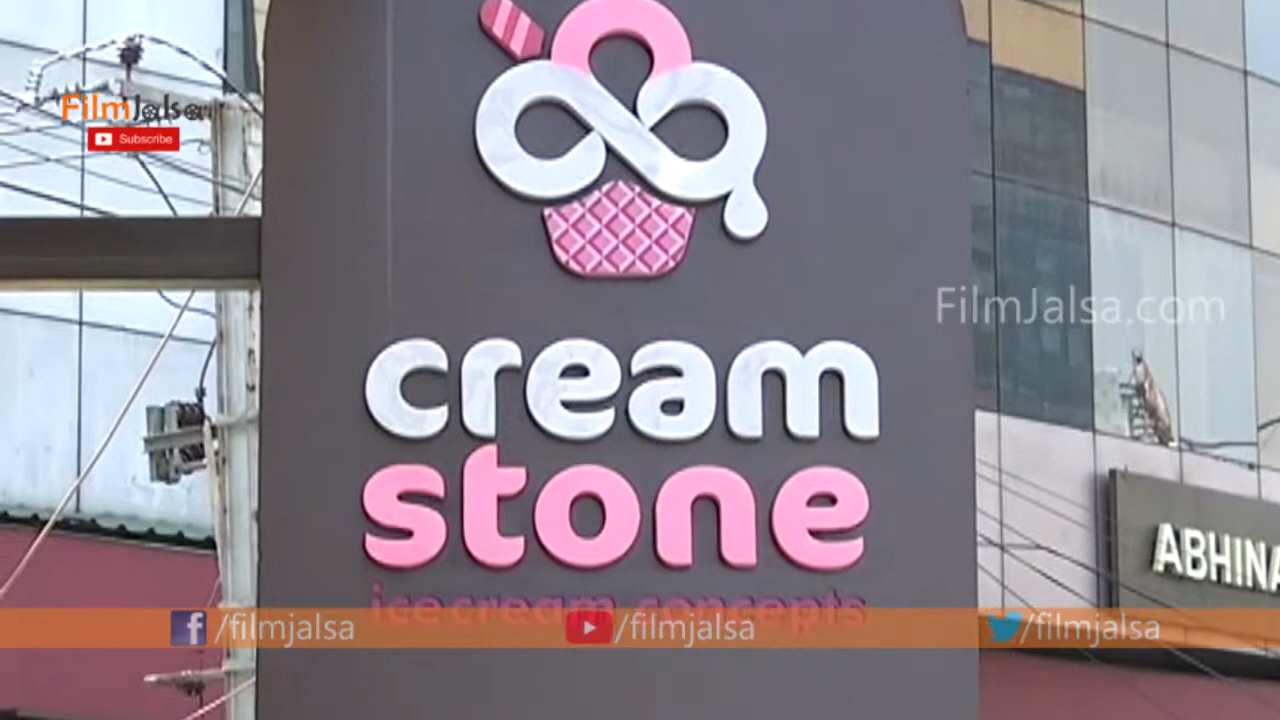 FilmJalsa
Subscribe
FilmJalsa.com
cream
stone
ice cream concepts
ABHINA
/filmjalsa
/filmjalsa
/filmjalsa